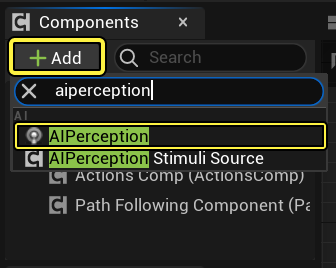 Components
Add
Search
aiperception
AI
AIPerception
AIPerception Stimuli Source
Actions Comp (ActionsComp)
Path Following Component (Pa